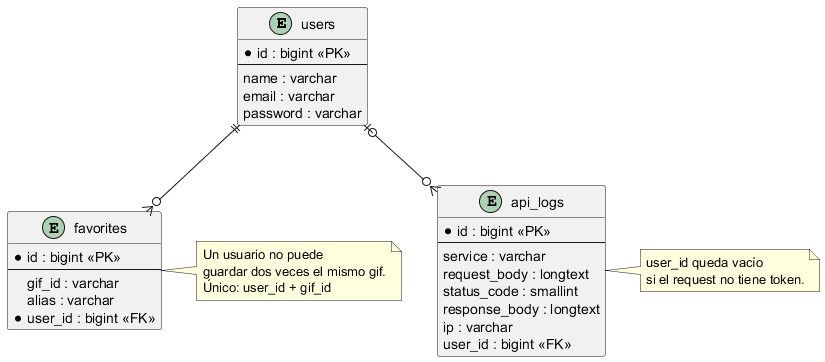 E users
* id : bigint «PK»
name : varchar
email : varchar
password : varchar
E favorites
* id : bigint «PK»
gif_id : varchar
alias : varchar
* user_id : bigint «FK»
Un usuario no puede
guardar dos veces el mismo gif.
Único: user_id + gif_id
E api_logs
* id : bigint «PK»
service : varchar
request_body : longtext
status_code : smallint
response_body : longtext
ip : varchar
user_id : bigint «FK»
user_id queda vacío
si el request no tiene token.